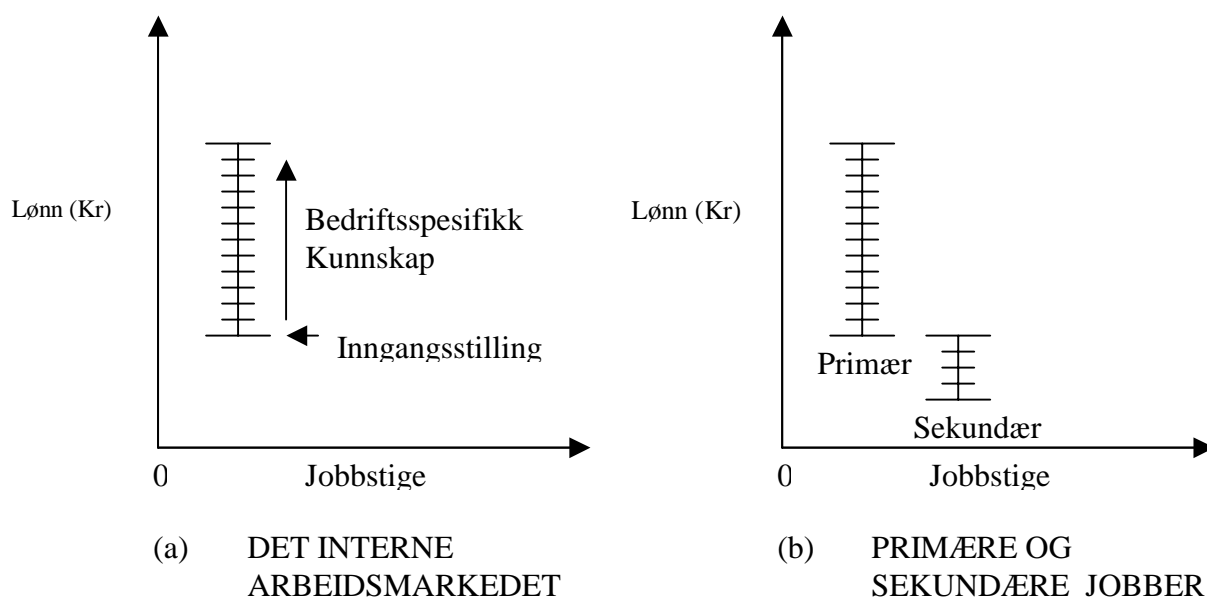 Lønn (Kr)
Bedriftsspesifikk
Kunnskap
Inngangsstilling
0
Jobbstige
(a) DET INTERNE
ARBEIDSMARKEDET
Lønn (Kr)
Primær
Sekundær
0
Jobbstige
(b) PRIMÆRE OG
SEKUNDÆRE JOBBER